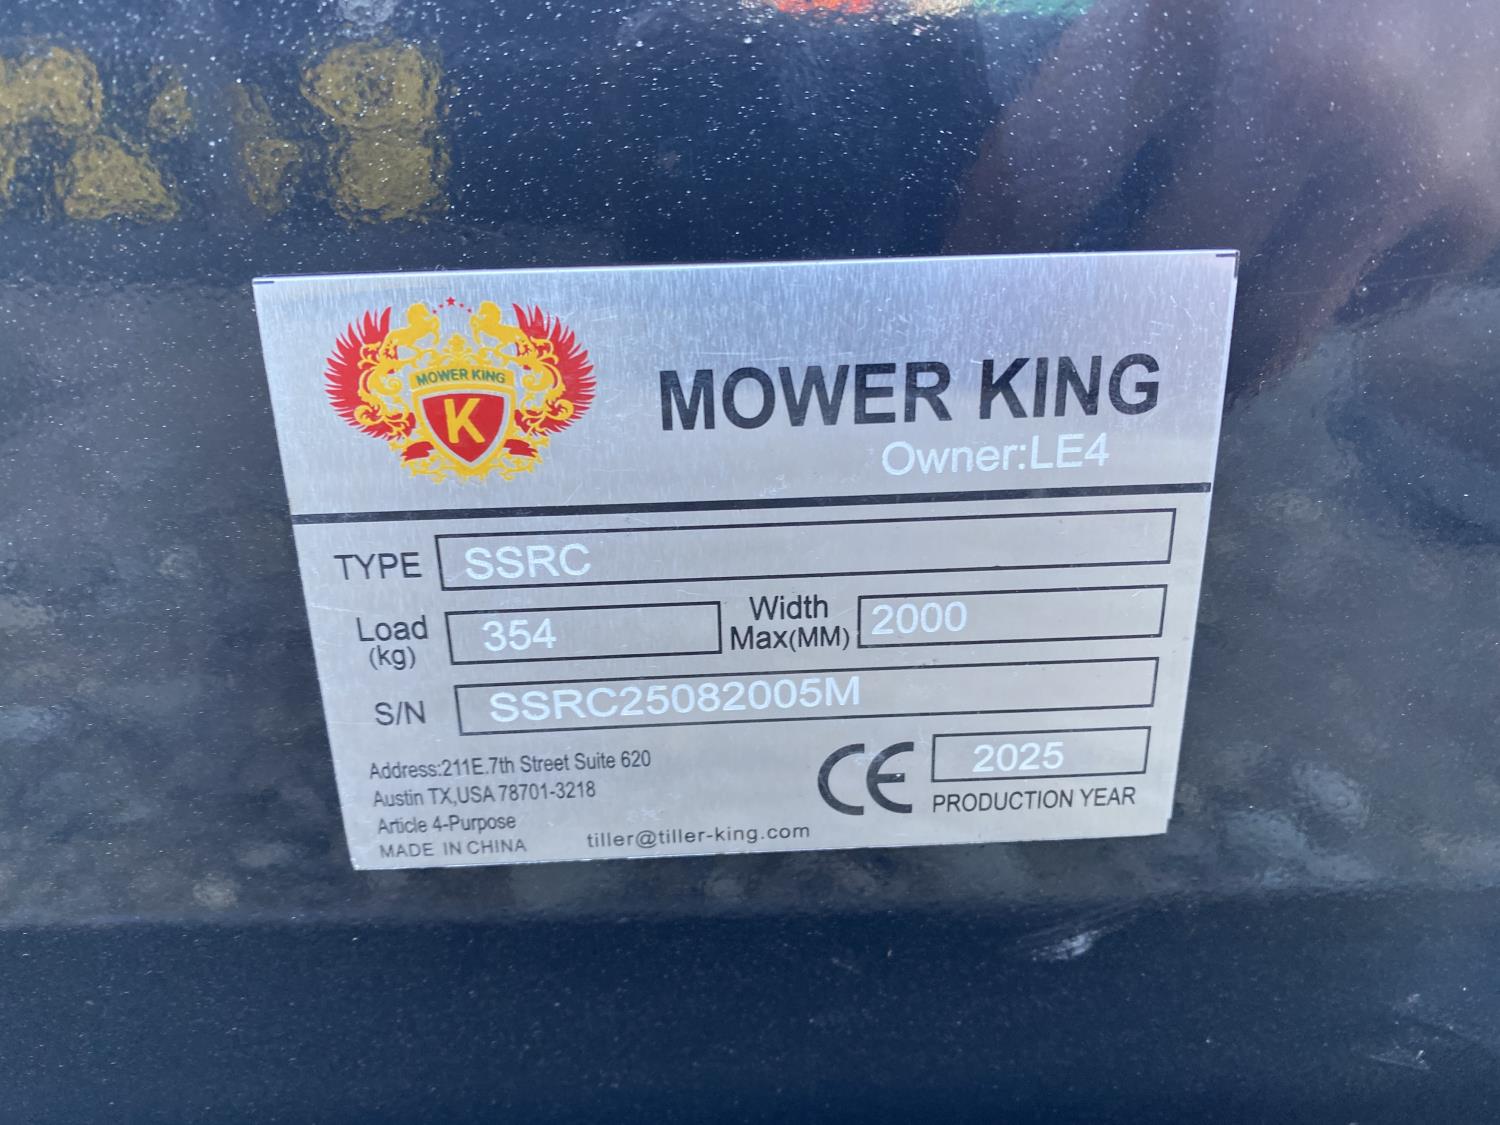 MOWER KING
K
MOWER KING
Owner:LE4
TYPE SSRC
Load (kg) 354 Width Max(MM) 2000
S/N SSRC25082005M
Address:211E.7th Street Suite 620
Austin TX,USA 78701-3218
Article 4-Purpose
MADE IN CHINA
tiller@tiller-king.com
CE 2025
PRODUCTION YEAR